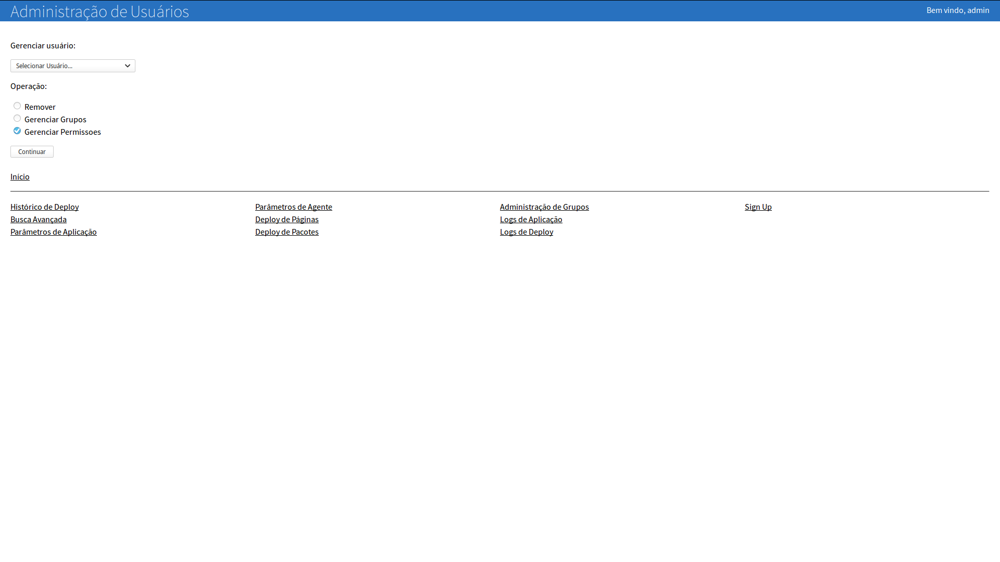 Administração de Usuários
Bem vindo, admin
Gerenciar usuário:
Selecionar Usuário...
Operação:
Remover
Gerenciar Grupos
Gerenciar Permissoes
Continuar
Início
Histórico de Deploy
Busca Avançada
Parâmetros de Aplicação
Parâmetros de Agente
Deploy de Páginas
Deploy de Pacotes
Administração de Grupos
Logs de Aplicação
Logs de Deploy
Sign Up